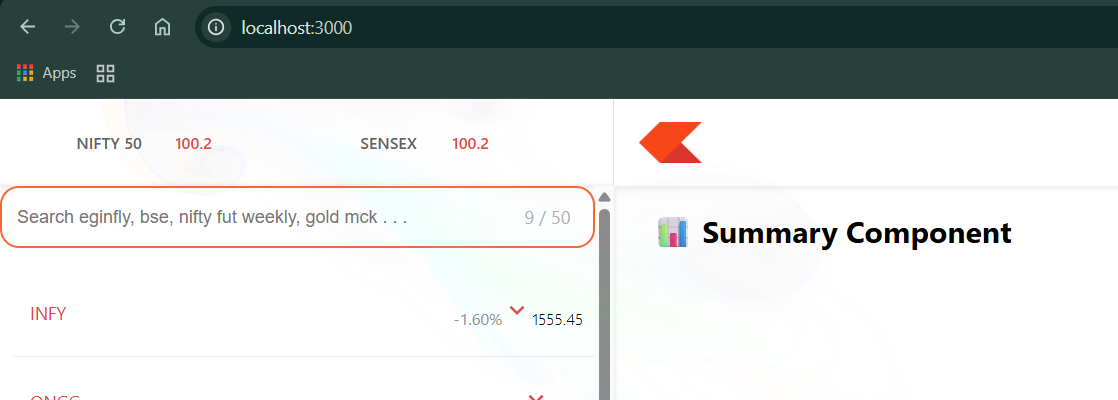 localhost:3000
Apps
NIFTY 50 100.2 SENSEX 100.2
Search eginfly, bse, nifty fut weekly, gold mck . . . 9 / 50
Summary Component
INFY -1.60% 1555.45